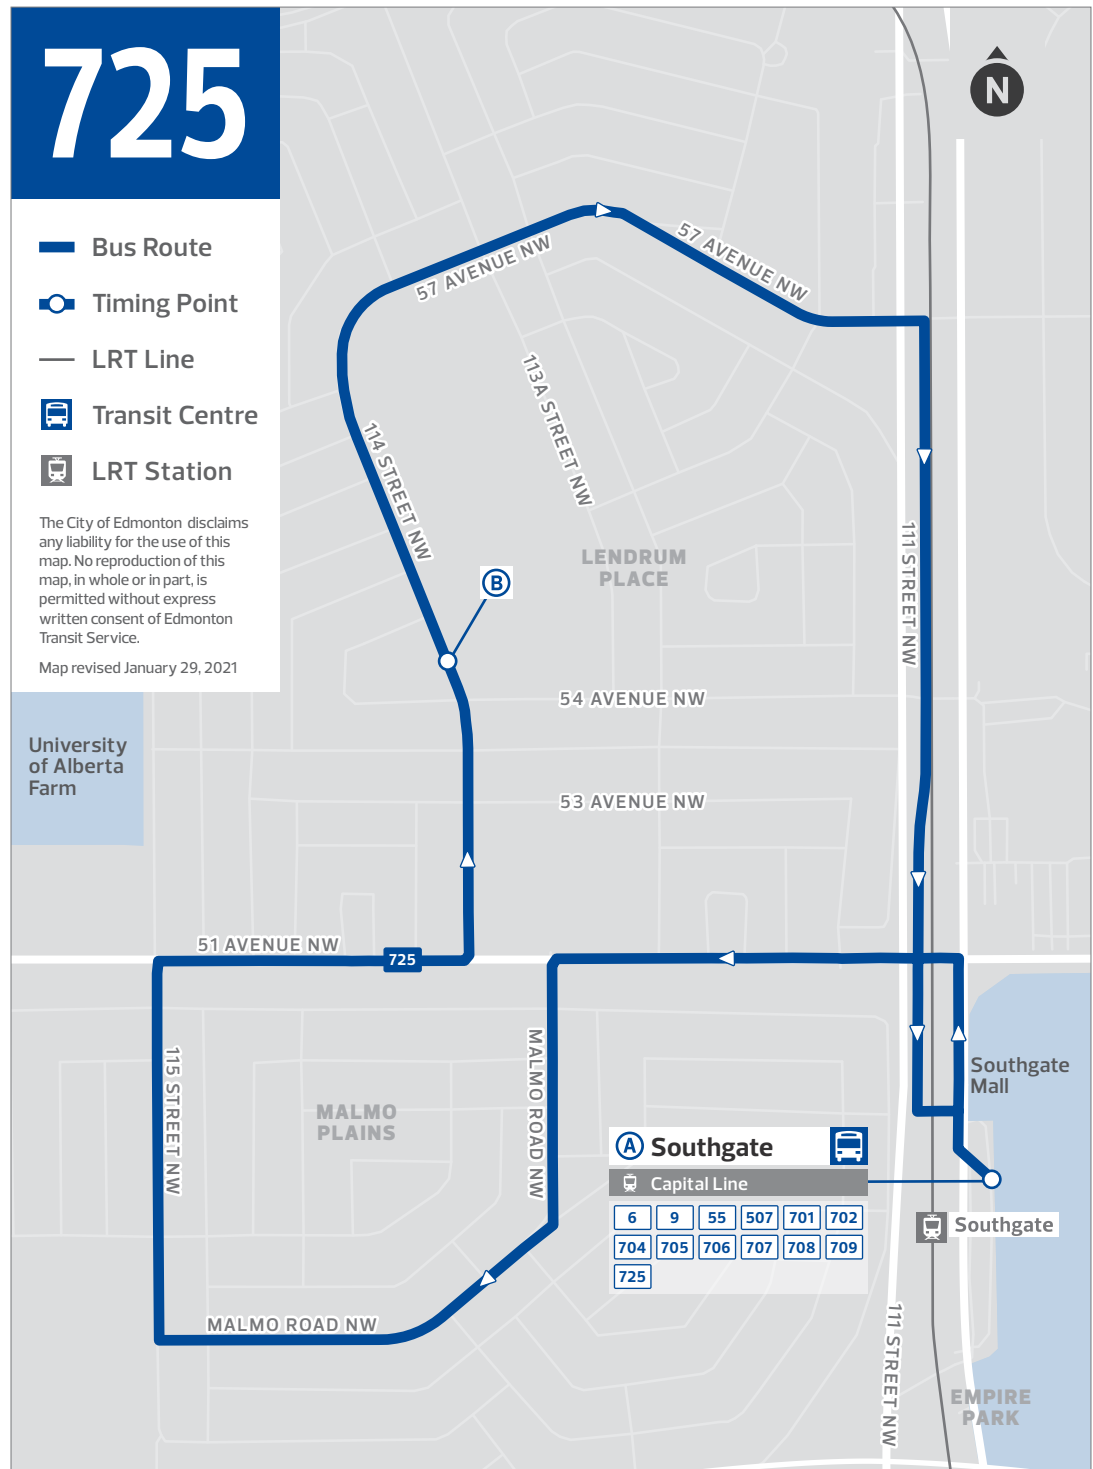 725
Bus Route
Timing Point
LRT Line
Transit Centre
LRT Station
The City of Edmonton disclaims
any liability for the use of this
map. No reproduction of this
map, in whole or in part, is
permitted without express
written consent of Edmonton
Transit Service.
Map revised January 29, 2021
N
57 AVENUE NW
57 AVENUE NW
113A STREET NW
114 STREET NW
LENDRUM
PLACE
B
111 STREET NW
54 AVENUE NW
University
of Alberta
Farm
53 AVENUE NW
51 AVENUE NW
725
115 STREET NW
MALMO ROAD NW
MALMO
PLAINS
Southgate
Mall
A Southgate
Capital Line
6 9 55 507 701 702
704 705 706 707 708 709
725
Southgate
MALMO ROAD NW
111 STREET NW
EMPIRE
PARK